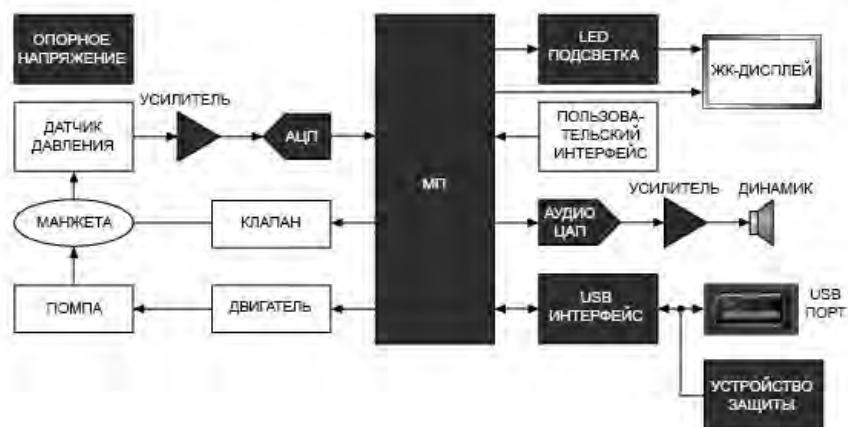 ОПОРНОЕ
НАПРЯЖЕНИЕ
LED
ПОДСВЕТКА
ЖК-ДИСПЛЕЙ
УСИЛИТЕЛЬ
ДАТЧИК
ДАВЛЕНИЯ
АЦП
ПОЛЬЗОВА-
ТЕЛЬСКИЙ
ИНТЕРФЕЙС
МП
МАНЖЕТА
КЛАПАН
АУДИО
ЦАП
УСИЛИТЕЛЬ
ДИНАМИК
ПОМПА
ДВИГАТЕЛЬ
USB
ИНТЕРФЕЙС
USB
ПОРТ
УСТРОЙСТВО
ЗАЩИТЫ